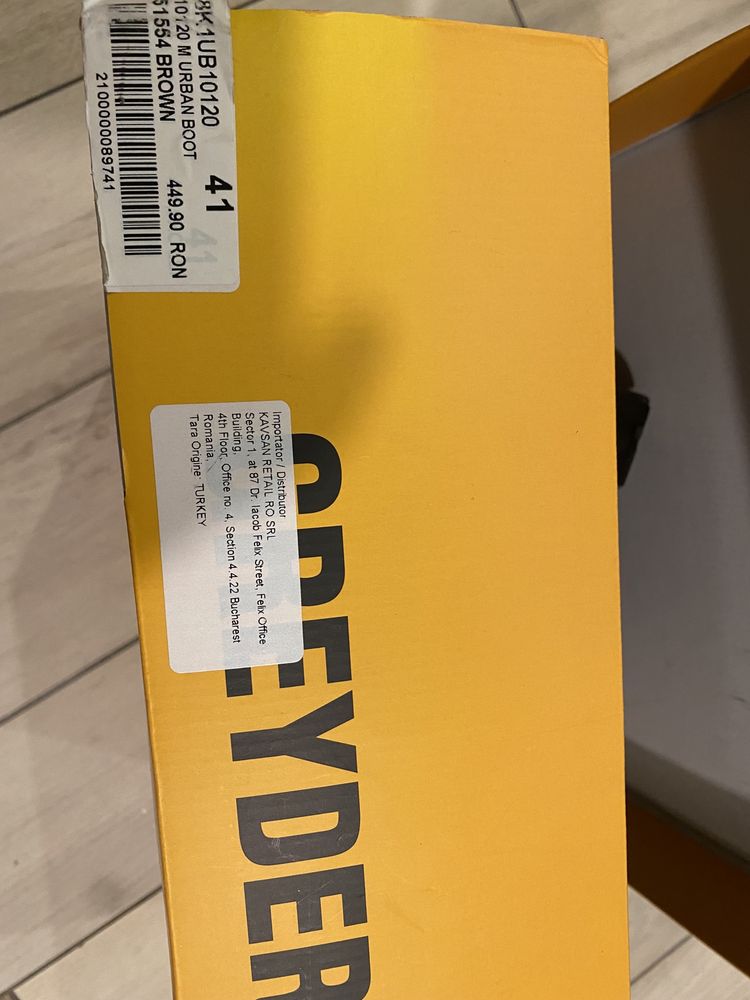 8K1UB10120
10120 M URBAN BOOT
51554 BROWN
41
449.90 RON
2100000089741
Importator / Distributor
KAVSAN RETAIL RO SRL
Sector 1, at 87 Dr. Iacob Felix Street, Felix Office
Building,
4th Floor, Office no. 4, Section 4.4.22 Bucharest
Romania,
Tara Origine: TURKEY
GREYDER